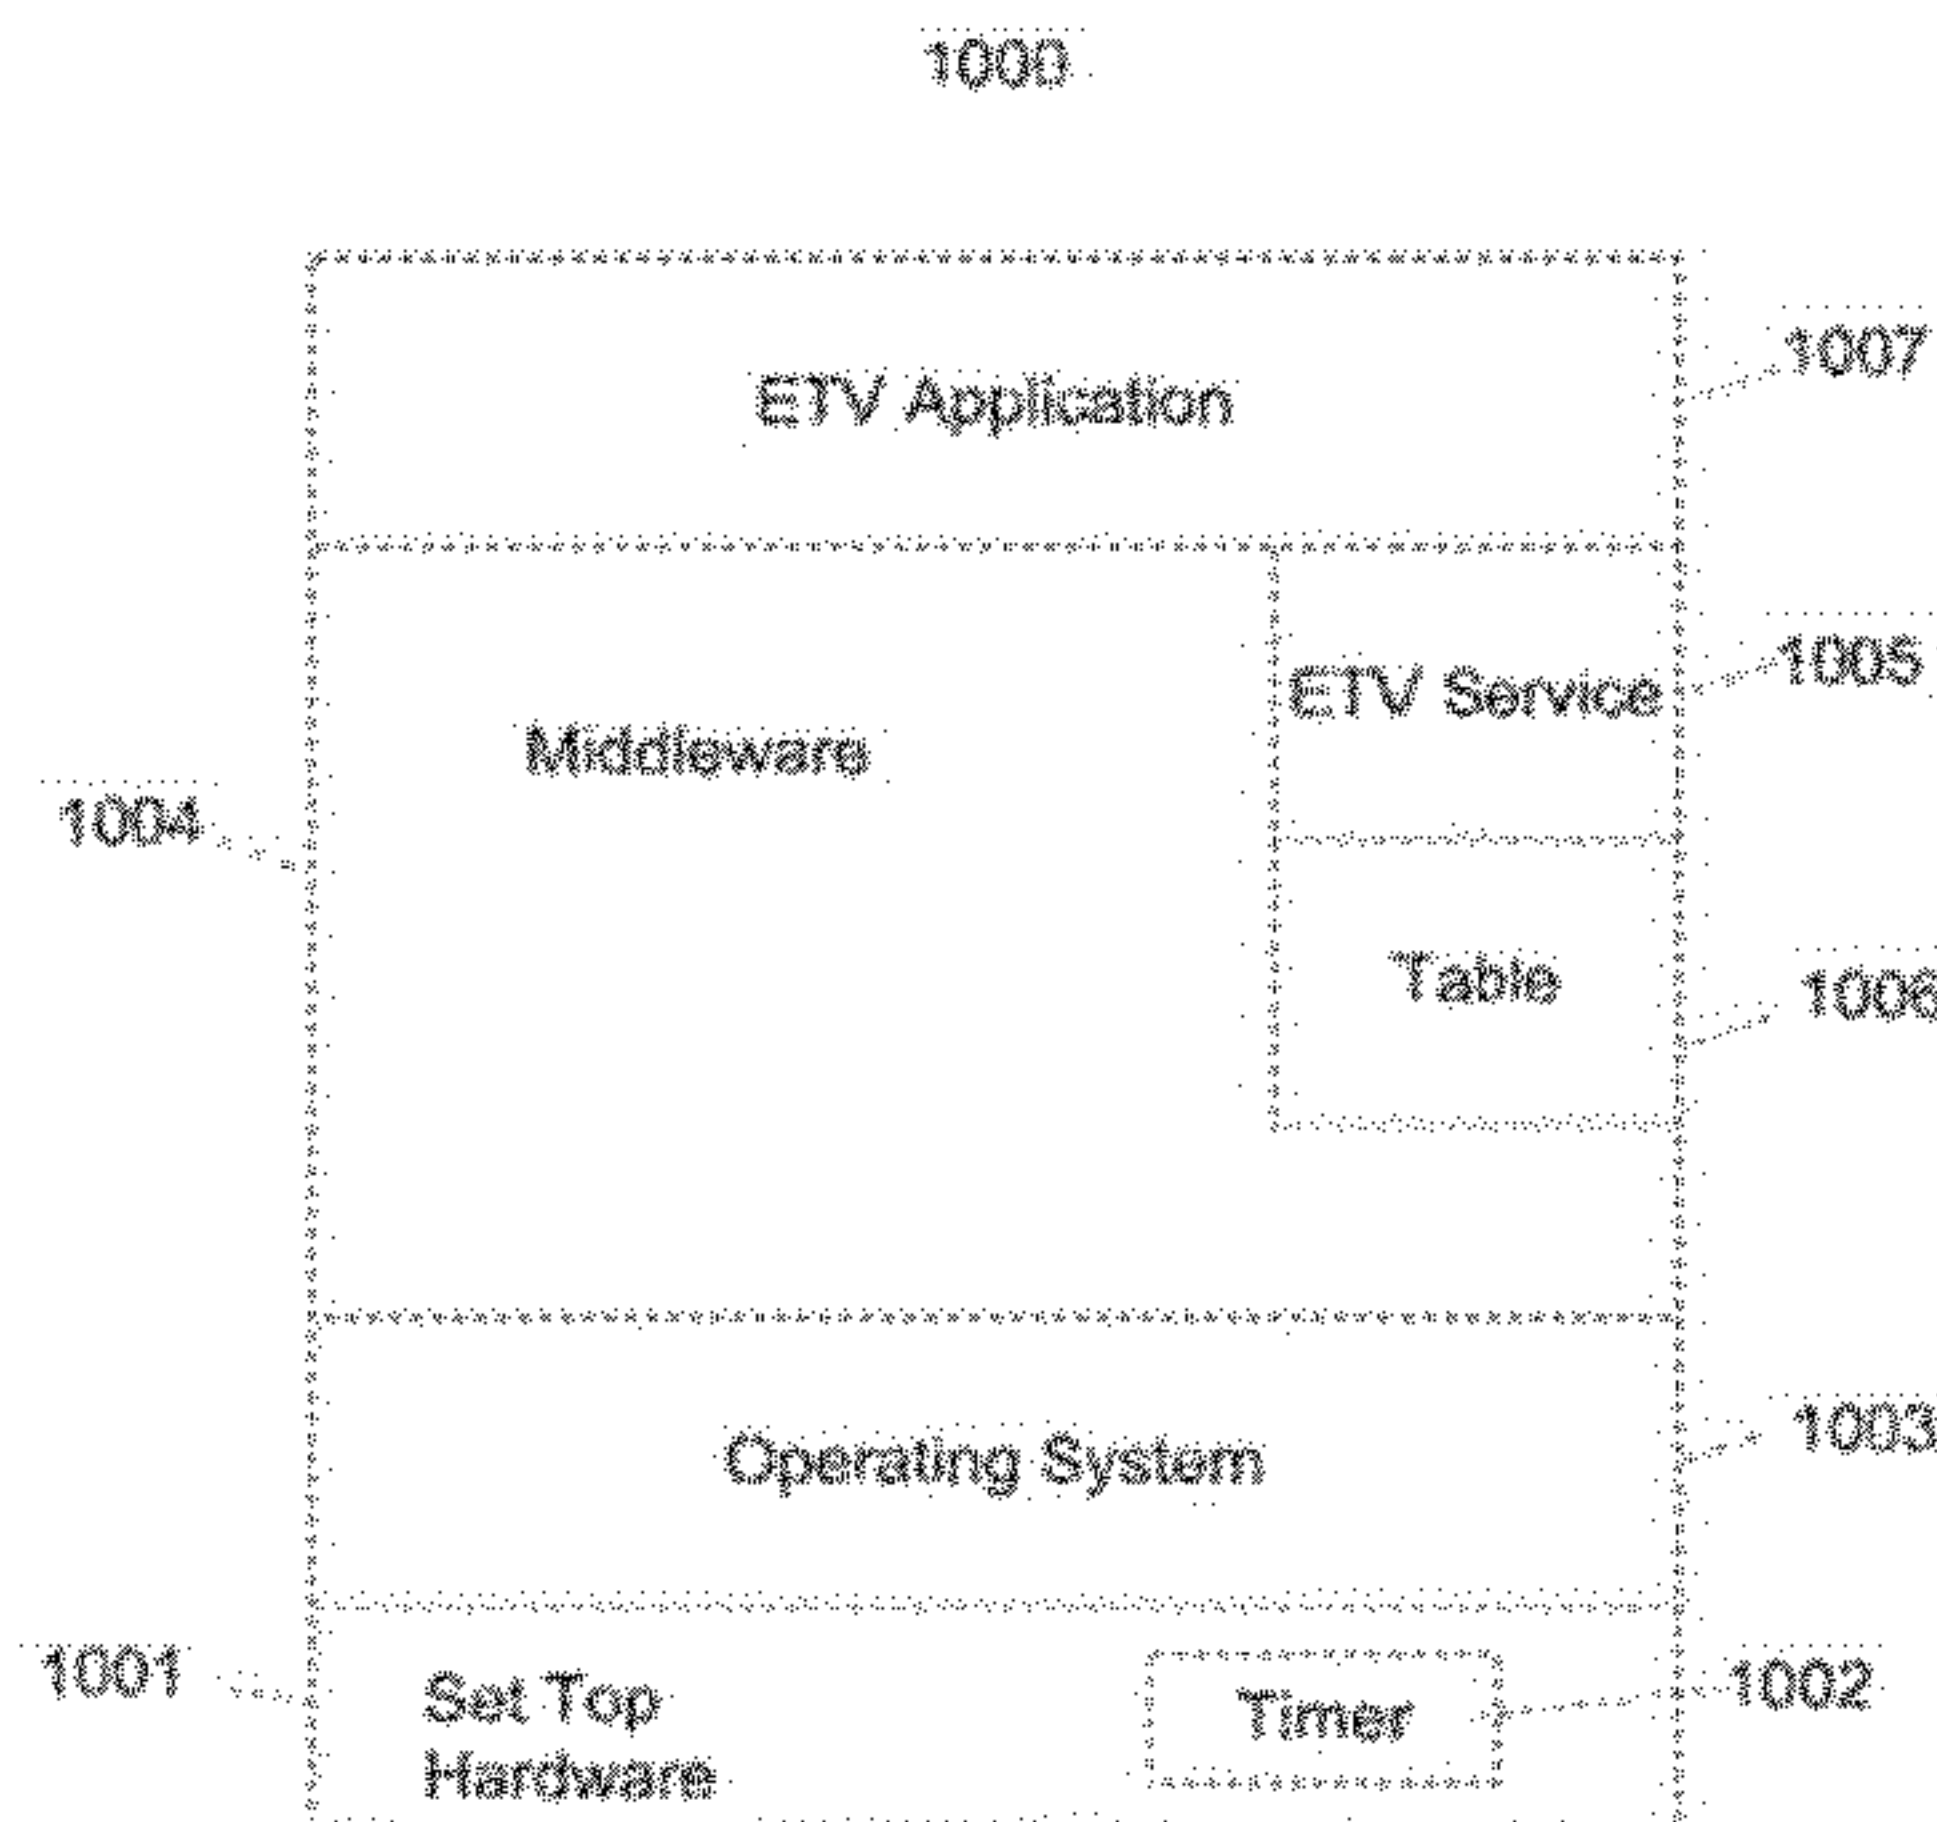 1000
ETV Application
1007
ETV Service
1005
Middleware
1004
Table
1006
Operating System
1003
1001
Set Top
Hardware
Timer
1002